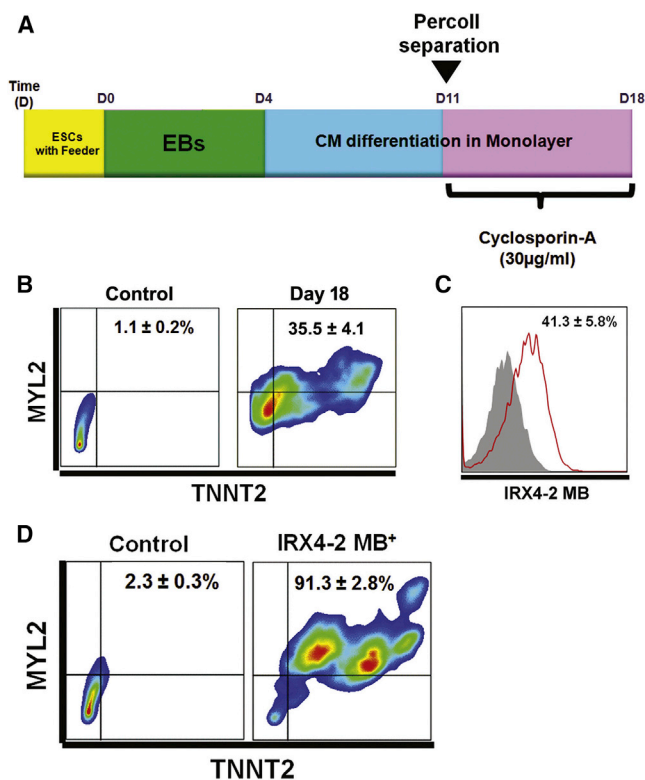 A
Percoll
separation
Time
(D)
D0
D4
D11
D18
ESCs
with Feeder
EBs
CM differentiation in Monolayer
Cyclosporin-A
(30µg/ml)
B
Control
Day 18
1.1 ± 0.2%
35.5 ± 4.1
MYL2
TNNT2
C
41.3 ± 5.8%
IRX4-2 MB
D
Control
IRX4-2 MB⁺
2.3 ± 0.3%
91.3 ± 2.8%
MYL2
TNNT2